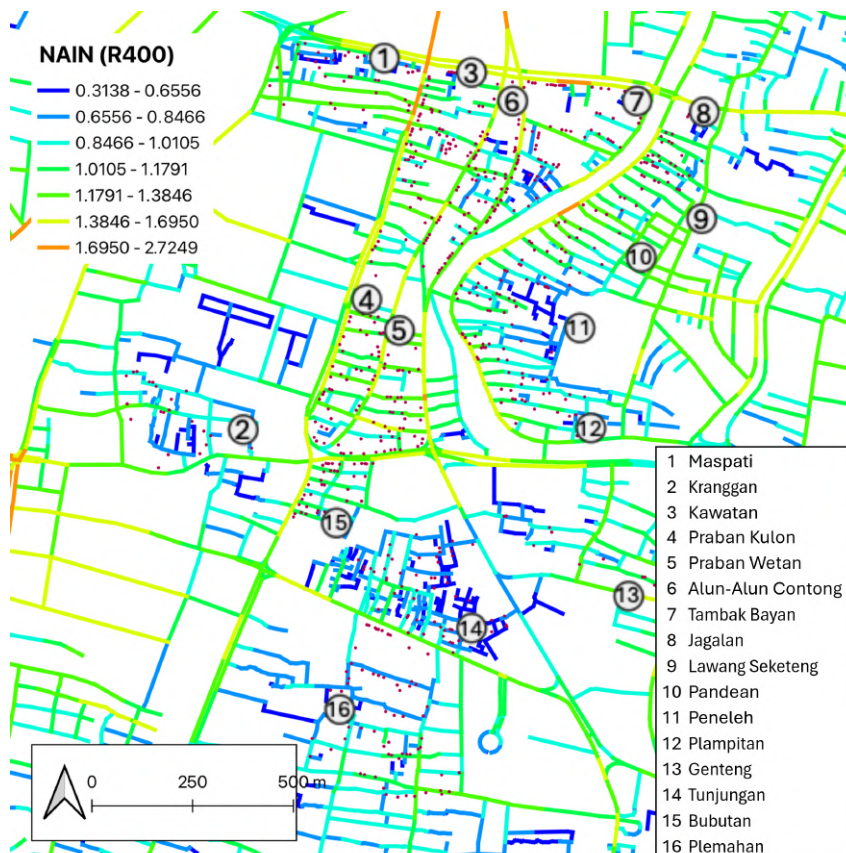 NAIN (R400)
0.3138 - 0.6556
0.6556 - 0.8466
0.8466 - 1.0105
1.0105 - 1.1791
1.1791 - 1.3846
1.3846 - 1.6950
1.6950 - 2.7249
1
3
6
7
8
9
10
4
5
11
2
12
15
13
14
16
0 250 500 m
1 Maspati
2 Kranggan
3 Kawatan
4 Praban Kulon
5 Praban Wetan
6 Alun-Alun Contong
7 Tambak Bayan
8 Jagalan
9 Lawang Seketeng
10 Pandean
11 Peneleh
12 Plampitan
13 Genteng
14 Tunjungan
15 Bubutan
16 Plemahan